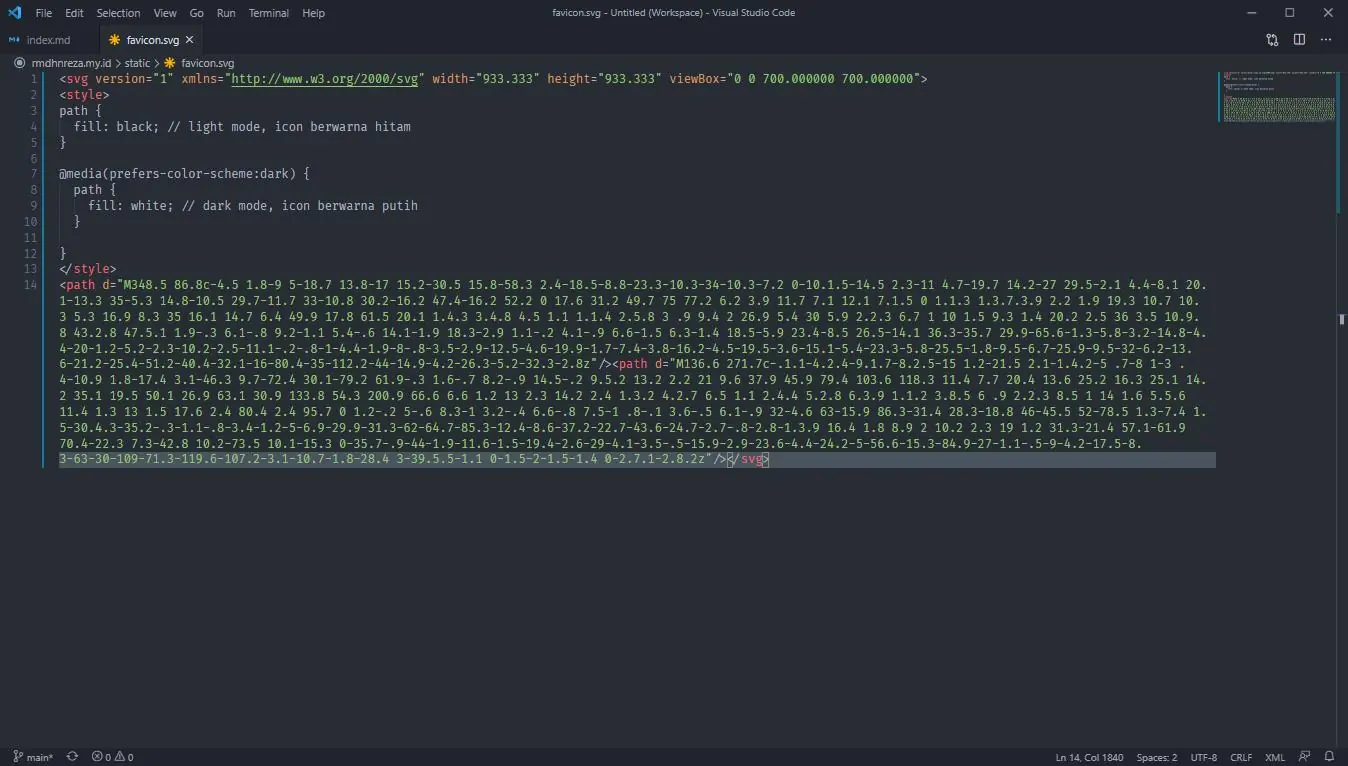 File Edit Selection View Go Run Terminal Help
favicon.svg - Untitled (Workspace) - Visual Studio Code
index.md
favicon.svg
rmdhnreza.my.id > static > favicon.svg
1 <svg version="1" xmlns="http://www.w3.org/2000/svg" width="933.333" height="933.333" viewBox="0 0 700.000000 700.000000">
2 <style>
3 path {
4 fill: black; // light mode, icon berwarna hitam
5 }
6
7 @media(prefers-color-scheme:dark) {
8 path {
9 fill: white; // dark mode, icon berwarna putih
10 }
11
12 }
13 </style>
14 <path d="M348.5 86.8c-4.5 1.8-9 5-18.7 13.8-17 15.2-30.5 15.8-58.3 2.4-18.5-8.8-23.3-10.3-34-10.3-7.2 0-10.1.5-14.5 2.3-11 4.7-19.7 14.2-27 29.5-2.1 4.4-8.1 20.
1-13.3 35-5.3 14.8-10.5 29.7-11.7 33-10.8 30.2-16.2 47.4-16.2 52.2 0 17.6 31.2 49.7 75 77.2 6.2 3.9 11.7 7.1 12.1 7.1.5 0 1.1.3 1.3.7.3.9 2.2 1.9 19.3 10.7 10.
3 5.3 16.9 8.3 35 16.1 14.7 6.4 49.9 17.8 61.5 20.1 1.4.3 3.4.8 4.5 1.1 1.1.4 2.5.8 3 .9 9.4 2 26.9 5.4 30 5.9 2.2.3 6.7 1 10 1.5 9.3 1.4 20.2 2.5 36 3.5 10.9.
8 43.2.8 47.5.1 1.9-.3 6.1-.8 9.2-1.1 5.4-.6 14.1-1.9 18.3-2.9 1.1-.2 4.1-.9 6.6-1.5 6.3-1.4 18.5-5.9 23.4-8.5 26.5-14.1 36.3-35.7 29.9-65.6-1.3-5.8-3.2-14.8-4.
4-20-1.2-5.2-2.3-10.2-2.5-11.1-.2-.8-1-4.4-1.9-8-.8-3.5-2.9-12.5-4.6-19.9-1.7-7.4-3.8-16.2-4.5-19.5-3.6-15.1-5.4-23.3-5.8-25.5-1.8-9.5-6.7-25.9-9.5-32-6.2-13.
6-21.2-25.4-51.2-40.4-32.1-16-80.4-35-112.2-44-14.9-4.2-26.3-5.2-32.3-2.8z"/><path d="M136.6 271.7c-.1.1-4.2.4-9.1.7-8.2.5-15 1.2-21.5 2.1-1.4.2-5 .7-8 1-3 .
4-10.9 1.8-17.4 3.1-46.3 9.7-72.4 30.1-79.2 61.9-.3 1.6-.7 8.2-.9 14.5-.2 9.5.2 13.2 2.2 21 9.6 37.9 45.9 79.4 103.6 118.3 11.4 7.7 20.4 13.6 25.2 16.3 25.1 14.
2 35.1 19.5 50.1 26.9 63.1 30.9 133.8 54.3 200.9 66.6 6.6 1.2 13 2.3 14.2 2.4 1.3.2 4.2.7 6.5 1.1 2.4.4 5.2.8 6.3.9 1.1.2 3.8.5 6 .9 2.2.3 8.5 1 14 1.6 5.5.6
11.4 1.3 13 1.5 17.6 2.4 80.4 2.4 95.7 0 1.2-.2 5-.6 8.3-1 3.2-.4 6.6-.8 7.5-1 .8-.1 3.6-.5 6.1-.9 32-4.6 63-15.9 86.3-31.4 28.3-18.8 46-45.5 52-78.5 1.3-7.4 1.
5-30.4.3-35.2-.3-1.1-.8-3.4-1.2-5-6.9-29.9-31.3-62-64.7-85.3-12.4-8.6-37.2-22.7-43.6-24.7-2.7-.8-2.8-1.3.9 16.4 1.8 8.9 2 10.2 2.3 19 1.2 31.3-21.4 57.1-61.9
70.4-22.3 7.3-42.8 10.2-73.5 10.1-15.3 0-35.7-.9-44-1.9-11.6-1.5-19.4-2.6-29-4.1-3.5-.5-15.9-2.9-23.6-4.4-24.2-5-56.6-15.3-84.9-27-1.1-.5-9-4.2-17.5-8.
3-63-30-109-71.3-119.6-107.2-3.1-10.7-1.8-28.4 3-39.5.5-1.1 0-1.5-2-1.5-1.4 0-2.7.1-2.8.2z"/></svg>
main* 0 0
Ln 14, Col 1840 Spaces: 2 UTF-8 CRLF XML